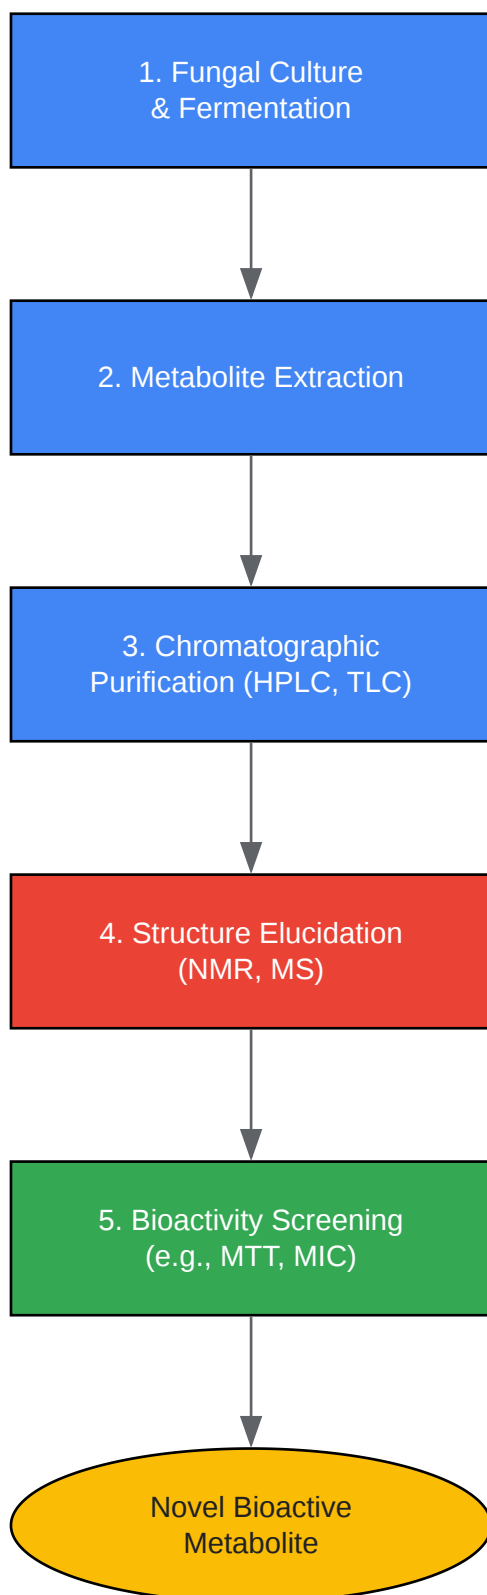 1. Fungal Culture
& Fermentation
2. Metabolite Extraction
3. Chromatographic
Purification (HPLC, TLC)
4. Structure Elucidation
(NMR, MS)
5. Bioactivity Screening
(e.g., MTT, MIC)
Novel Bioactive
Metabolite